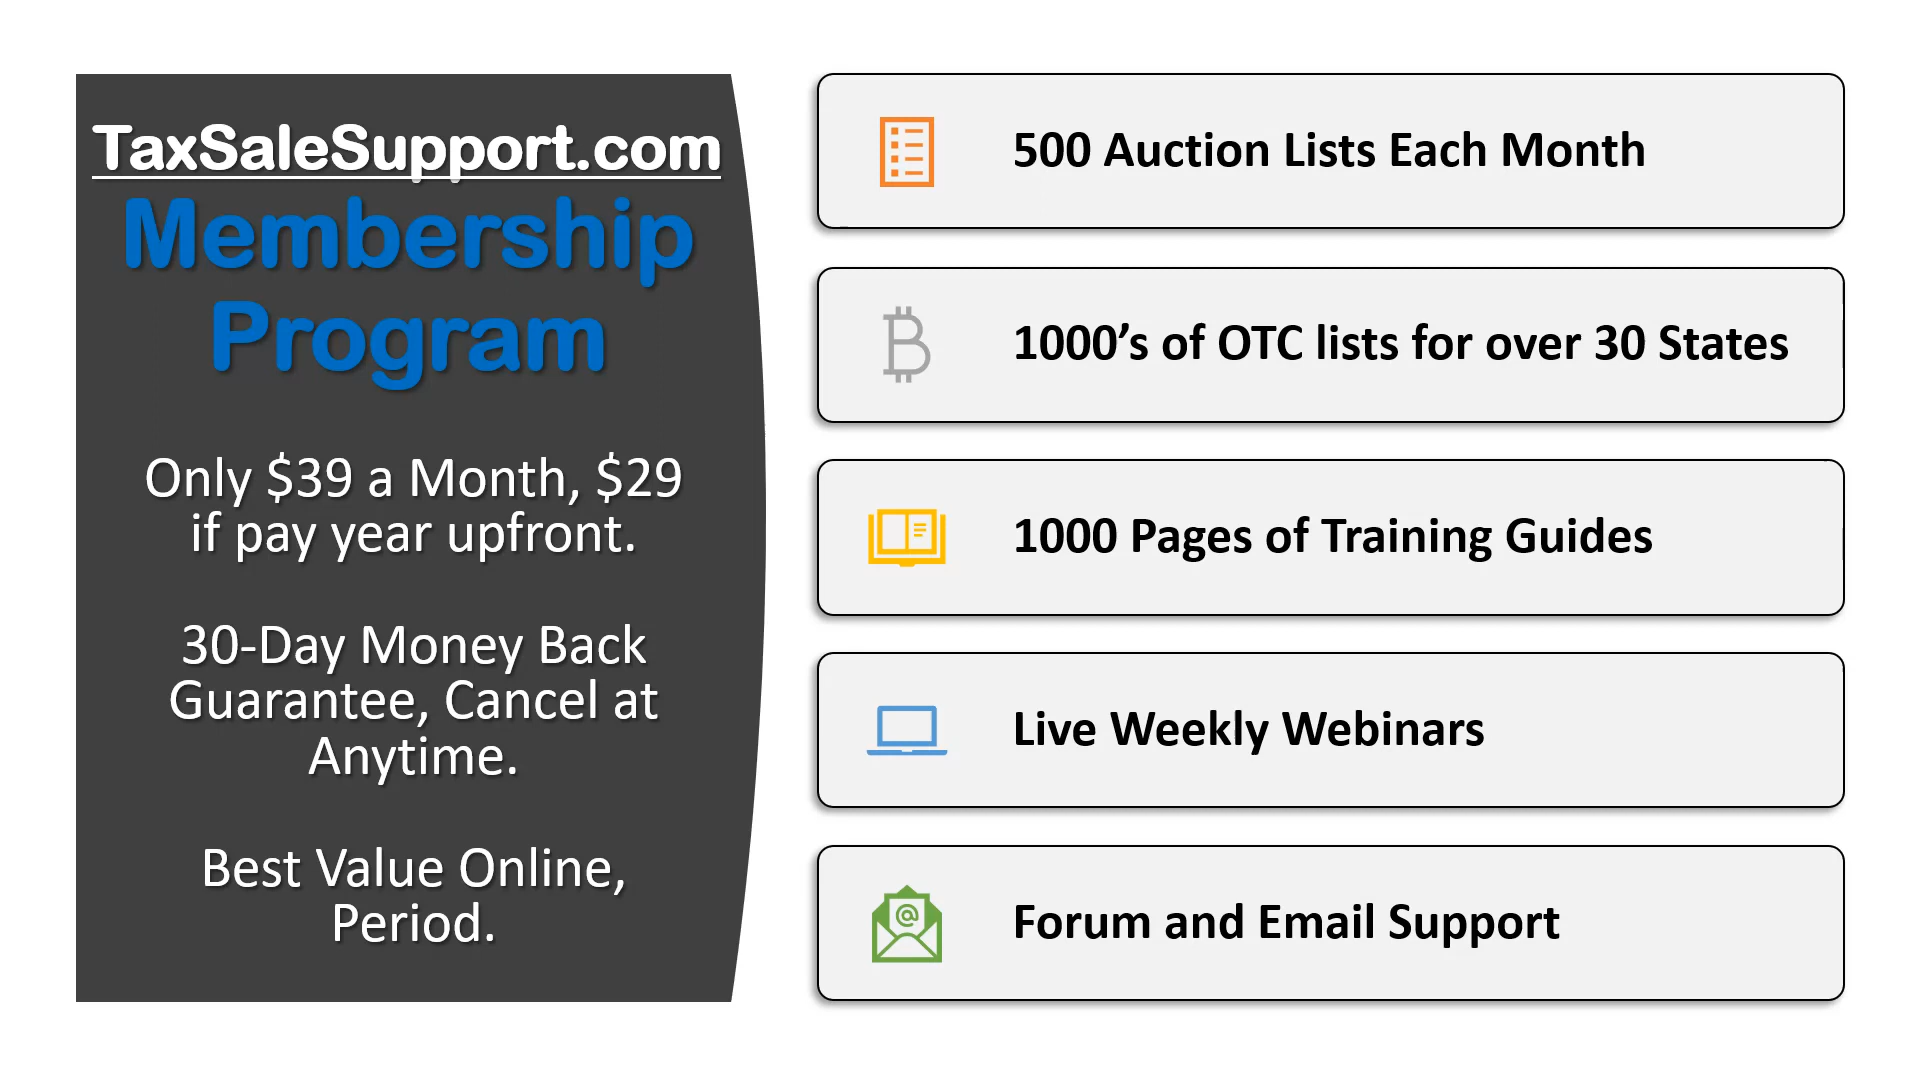 TaxSaleSupport.com
Membership
Program
Only $39 a Month, $29
if pay year upfront.
30-Day Money Back
Guarantee, Cancel at
Anytime.
Best Value Online,
Period.
500 Auction Lists Each Month
1000’s of OTC lists for over 30 States
1000 Pages of Training Guides
Live Weekly Webinars
Forum and Email Support